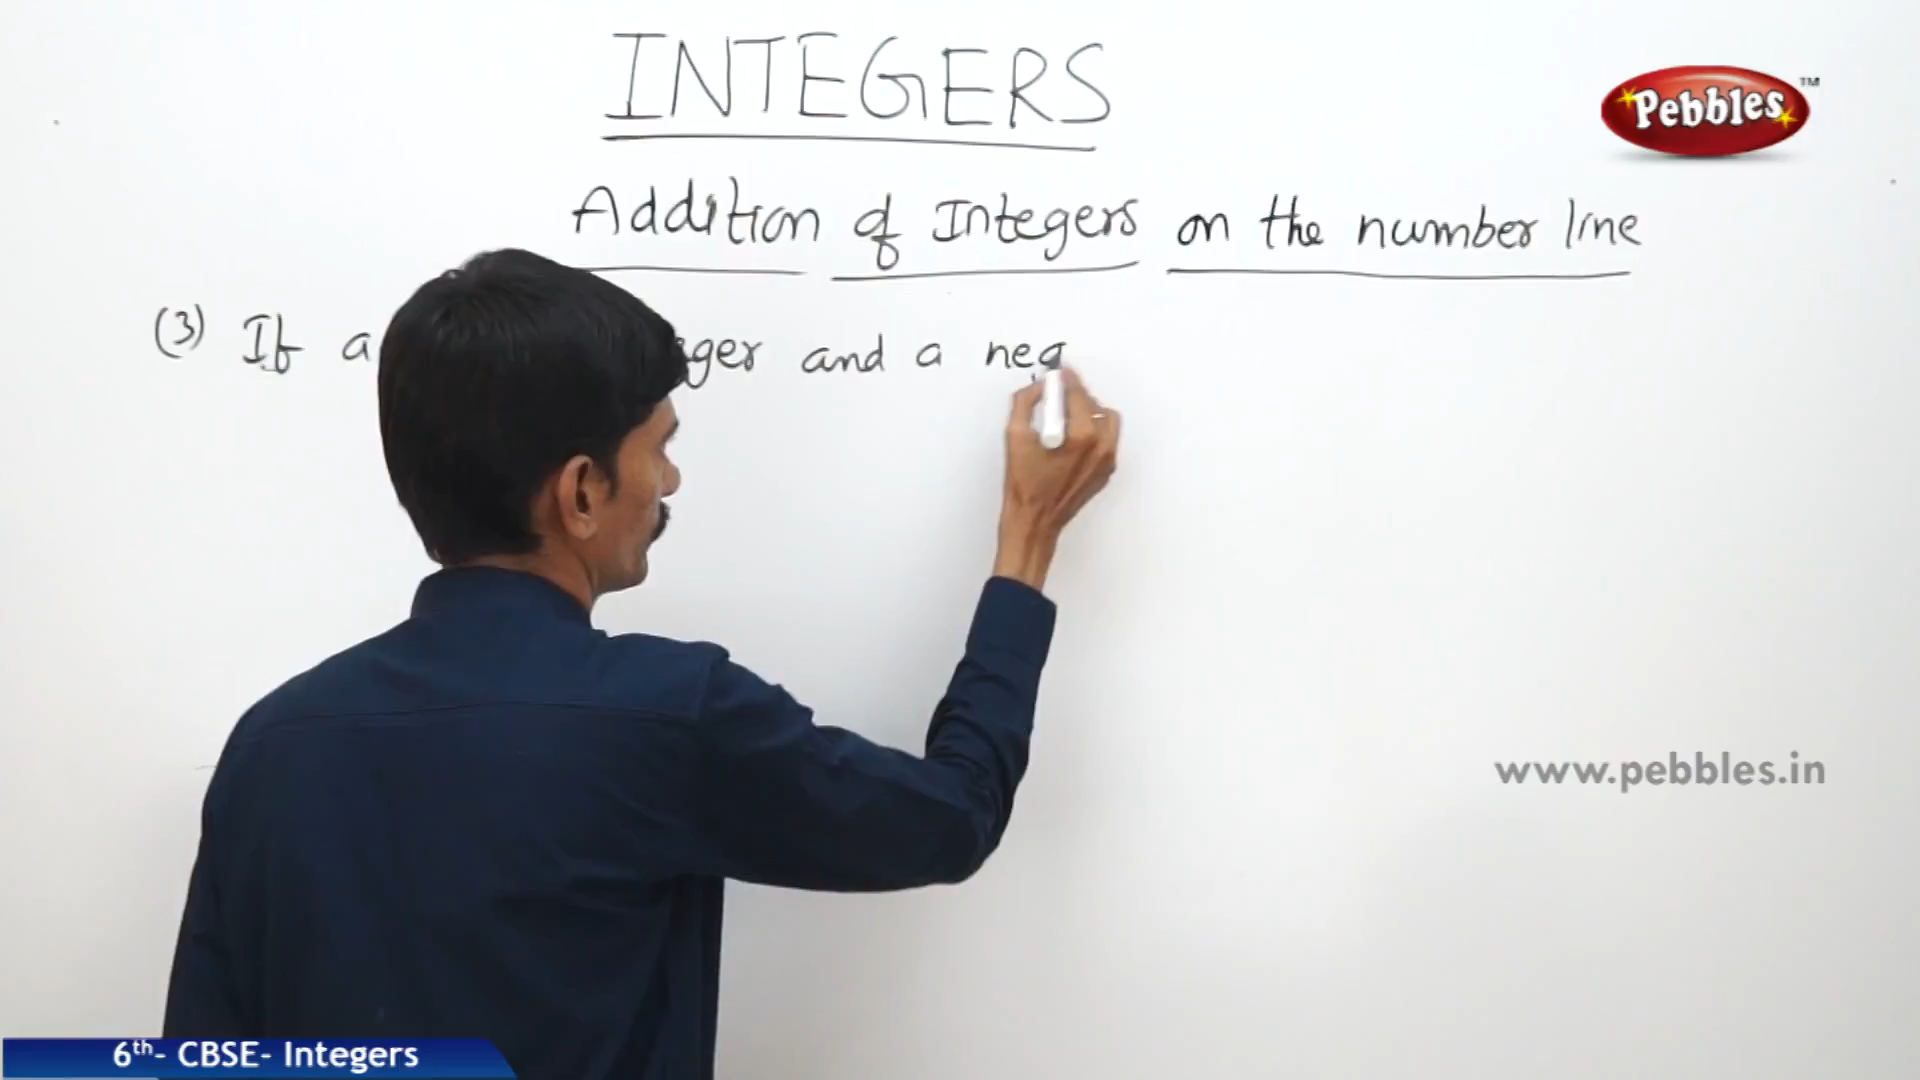 INTEGERS
Pebbles™
Addition of Integers on the number line
(3) If a ger and a neg
www.pebbles.in
6th- CBSE- Integers